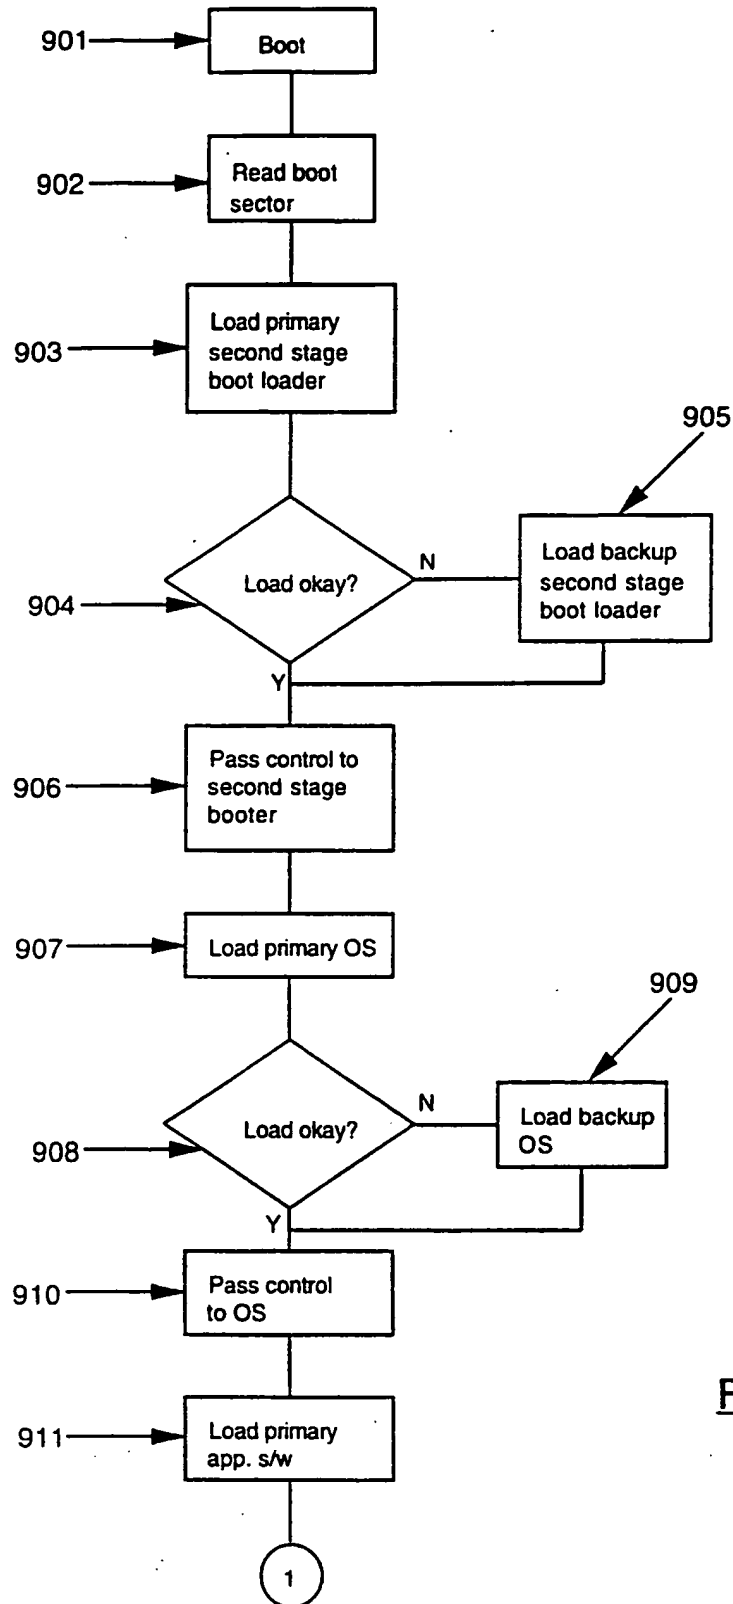 901
Boot
902
Read boot
sector
903
Load primary
second stage
boot loader
905
904
Load okay?
N
Load backup
second stage
boot loader
Y
906
Pass control to
second stage
booter
907
Load primary OS
909
908
Load okay?
N
Load backup
OS
Y
910
Pass control
to OS
911
Load primary
app. s/w
1